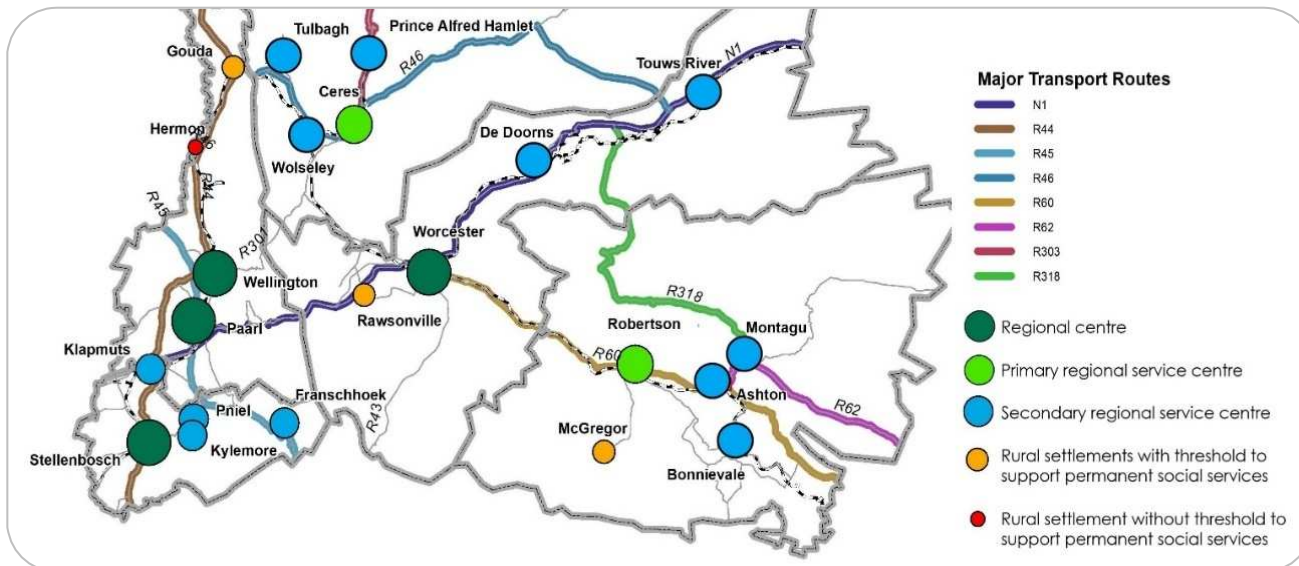 Tulbagh
Prince Alfred Hamlet
Gouda
R46
Touws River
N1
Ceres
Hermon
De Doorns
Wolseley
R44
R45
R301
Worcester
Wellington
Rawsonville
Paarl
R318
Robertson
Montagu
Klapmuts
R60
Franschhoek
Ashton
Pniel
R43
McGregor
R62
Stellenbosch
Kylemore
Bonnievale
Major Transport Routes
N1
R44
R45
R46
R60
R62
R303
R318
Regional centre
Primary regional service centre
Secondary regional service centre
Rural settlements with threshold to
support permanent social services
Rural settlement without threshold to
support permanent social services